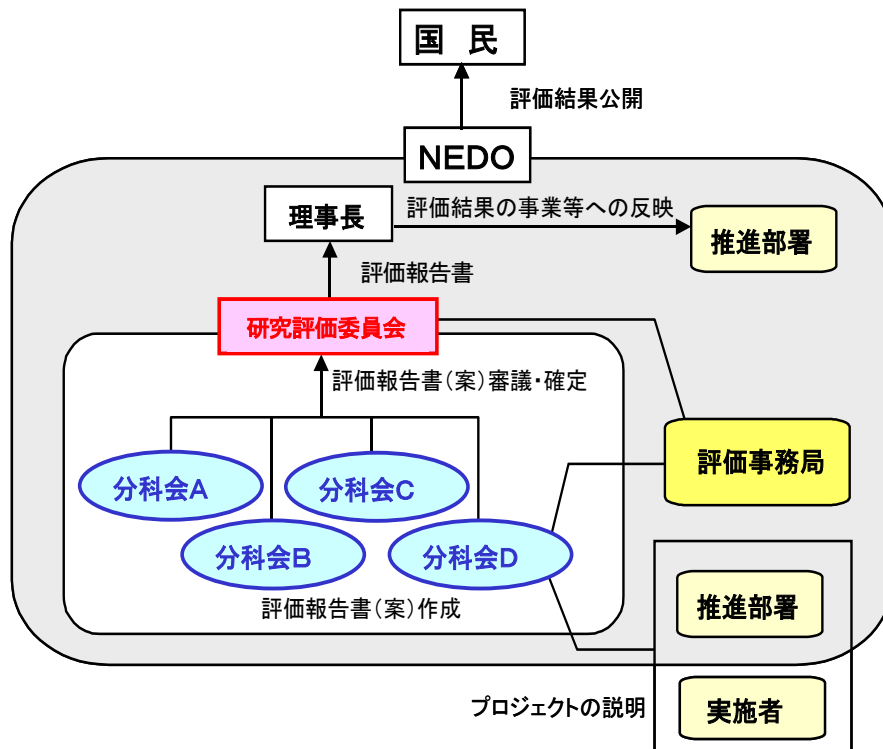 国 民
評価結果公開
NEDO
理事長
評価結果の事業等への反映
推進部署
評価報告書
研究評価委員会
評価報告書(案)審議・確定
評価事務局
分科会A
分科会C
分科会B
分科会D
評価報告書(案)作成
推進部署
プロジェクトの説明
実施者